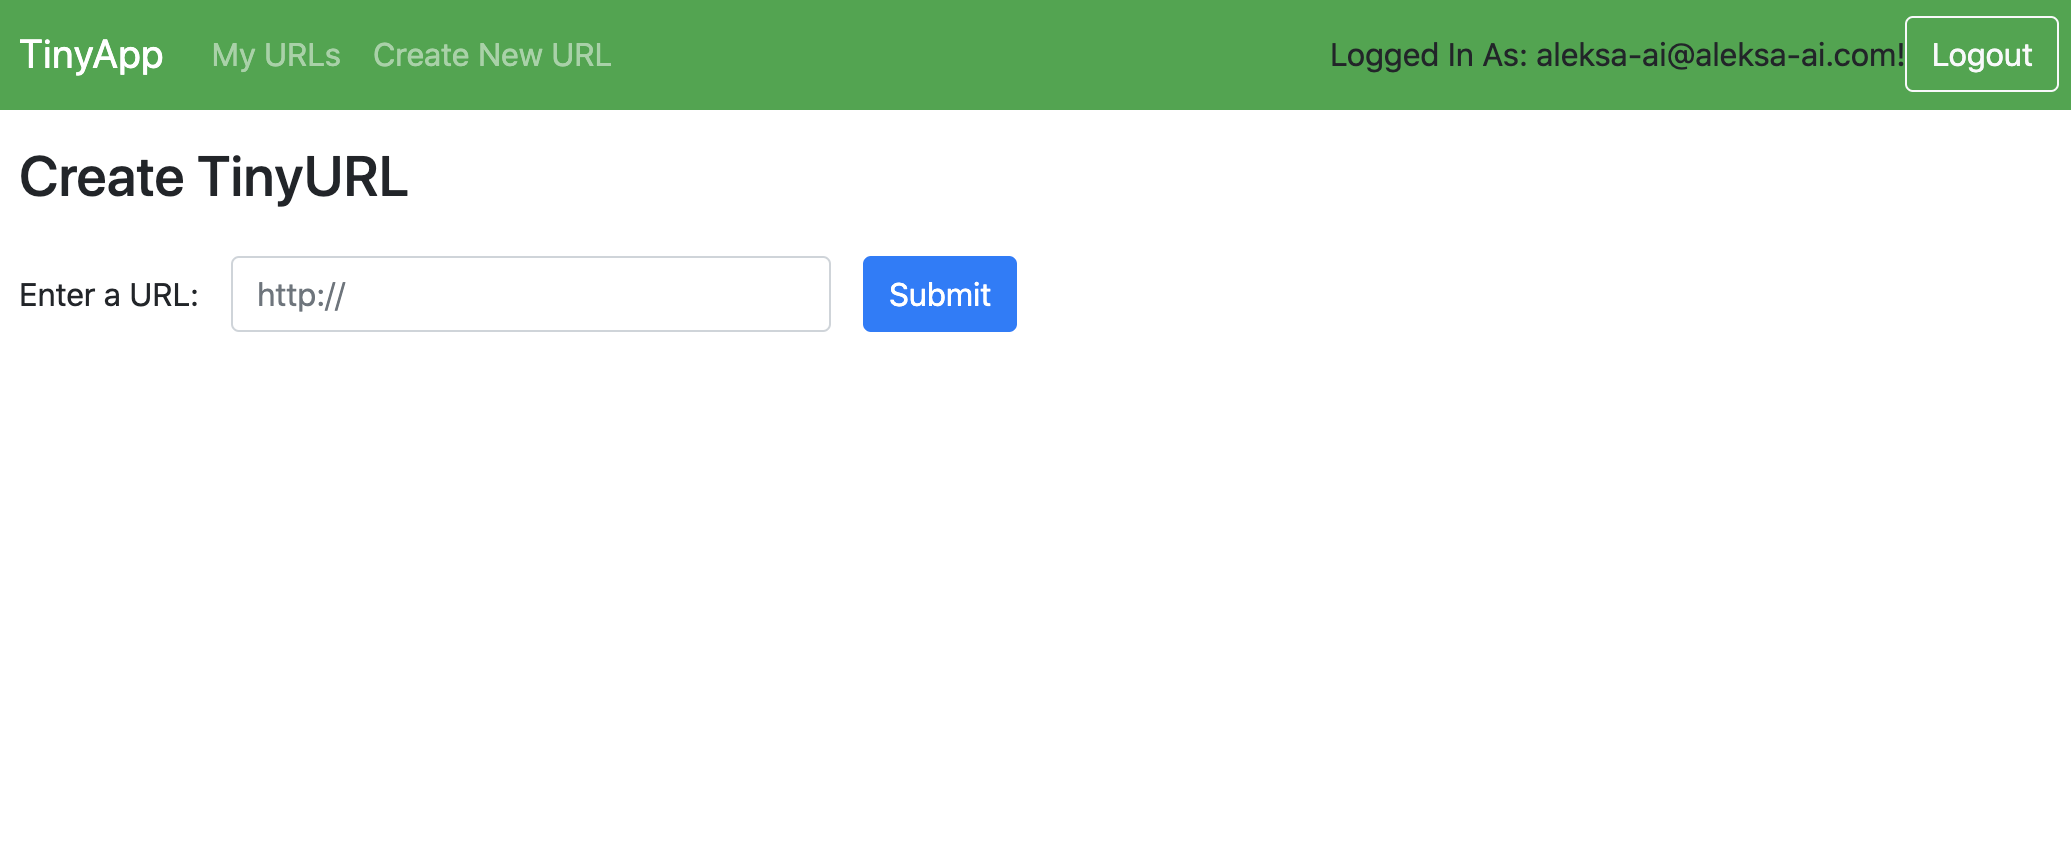 TinyApp My URLs Create New URL Logged In As: aleksa-ai@aleksa-ai.com! Logout
Create TinyURL
Enter a URL: http:// Submit